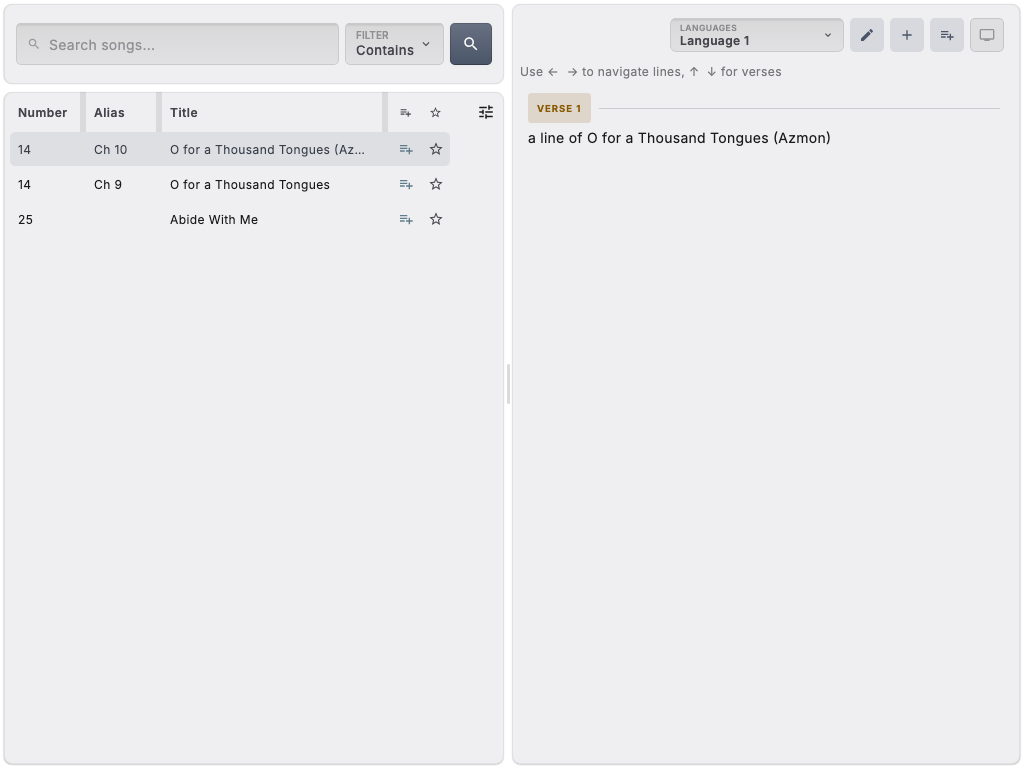 Search songs...
FILTER
Contains
Number Alias Title
14 Ch 10 O for a Thousand Tongues (Az...
14 Ch 9 O for a Thousand Tongues
25 Abide With Me
LANGUAGES
Language 1
Use ← → to navigate lines, ↑ ↓ for verses
VERSE 1
a line of O for a Thousand Tongues (Azmon)